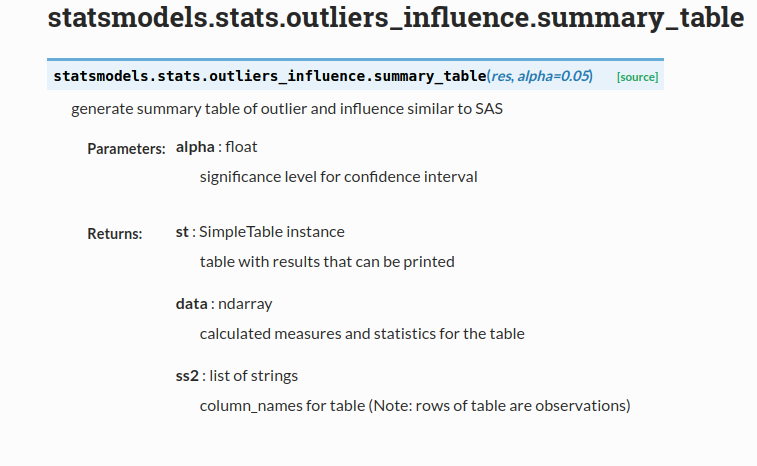 statsmodels.stats.outliers_influence.summary_table
statsmodels.stats.outliers_influence.summary_table(res, alpha=0.05) [source]
generate summary table of outlier and influence similar to SAS
Parameters: alpha : float
significance level for confidence interval
Returns: st : SimpleTable instance
table with results that can be printed
data : ndarray
calculated measures and statistics for the table
ss2 : list of strings
column_names for table (Note: rows of table are observations)